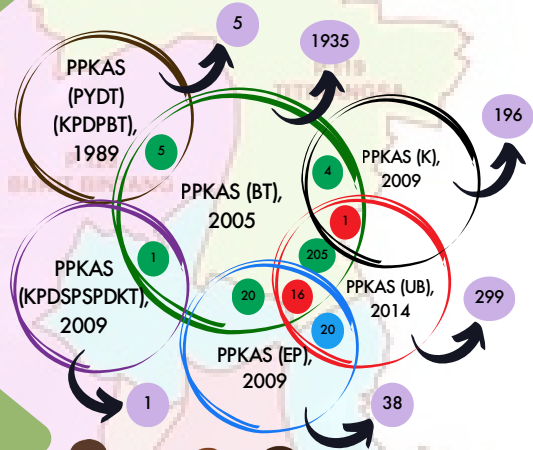 5
1935
196
PPKAS
(PYDT)
(KPDPBT),
1989
5
4
PPKAS (K),
2009
PPKAS (BT),
2005
1
1
205
PPKAS
(KPDSPSPDKT),
2009
20
16
20
PPKAS (UB),
2014
299
PPKAS (EP),
2009
1
38